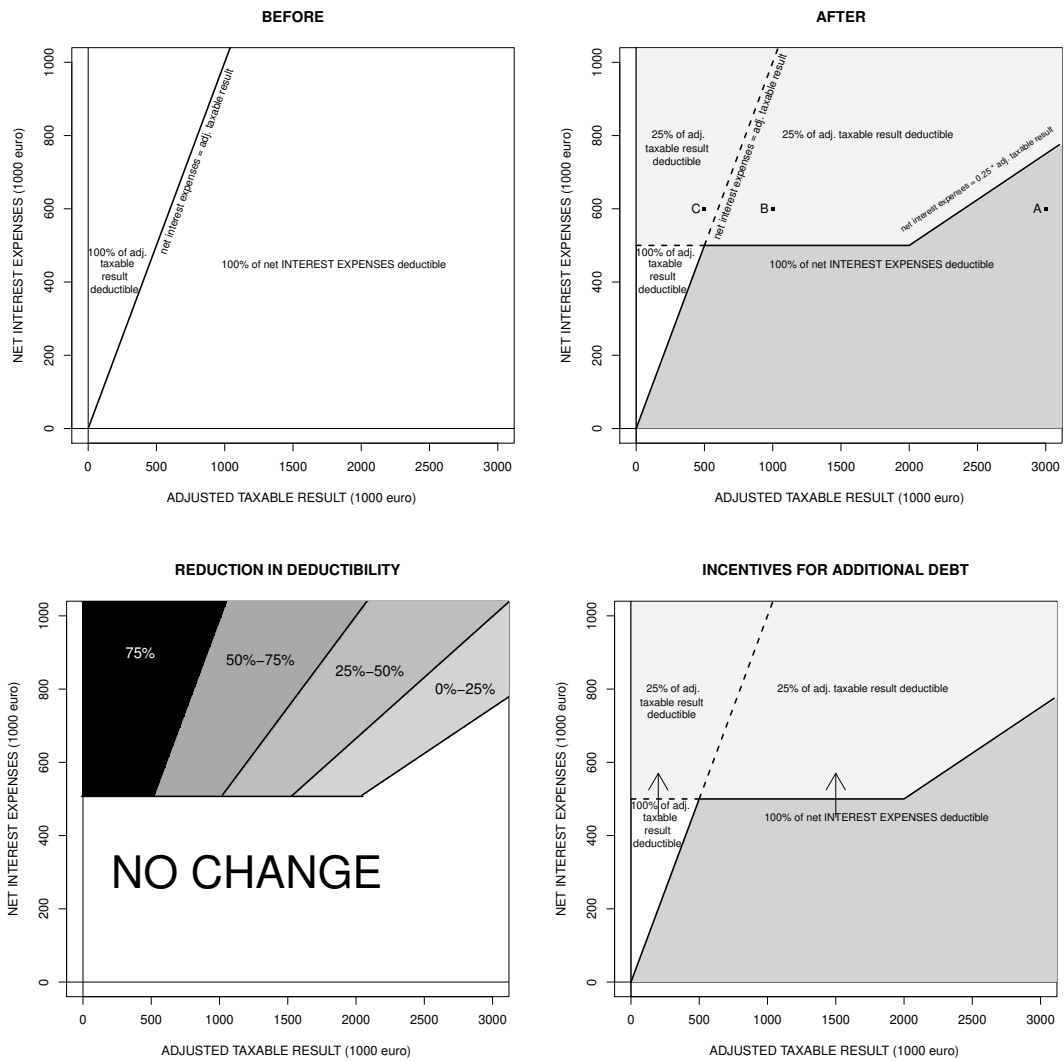 BEFORE
NET INTEREST EXPENSES (1000 euro)
1000
800
600
400
200
0
net interest expenses = adj. taxable result
100% of adj.
taxable
result
deductible
100% of net INTEREST EXPENSES deductible
0
500
1000
1500
2000
2500
3000
ADJUSTED TAXABLE RESULT (1000 euro)
AFTER
NET INTEREST EXPENSES (1000 euro)
1000
800
600
400
200
0
25% of adj.
taxable result
deductible
net interest expenses = adj. taxable result
25% of adj. taxable result deductible
net interest expenses = 0.25 * adj. taxable result
C
B
A
100% of adj.
taxable
result
deductible
100% of net INTEREST EXPENSES deductible
0
500
1000
1500
2000
2500
3000
ADJUSTED TAXABLE RESULT (1000 euro)
REDUCTION IN DEDUCTIBILITY
NET INTEREST EXPENSES (1000 euro)
1000
800
600
400
200
0
75%
50%−75%
25%−50%
0%−25%
NO CHANGE
0
500
1000
1500
2000
2500
3000
ADJUSTED TAXABLE RESULT (1000 euro)
INCENTIVES FOR ADDITIONAL DEBT
NET INTEREST EXPENSES (1000 euro)
1000
800
600
400
200
0
25% of adj.
taxable result
deductible
25% of adj. taxable result deductible
100% of adj.
taxable
result
deductible
100% of net INTEREST EXPENSES deductible
0
500
1000
1500
2000
2500
3000
ADJUSTED TAXABLE RESULT (1000 euro)